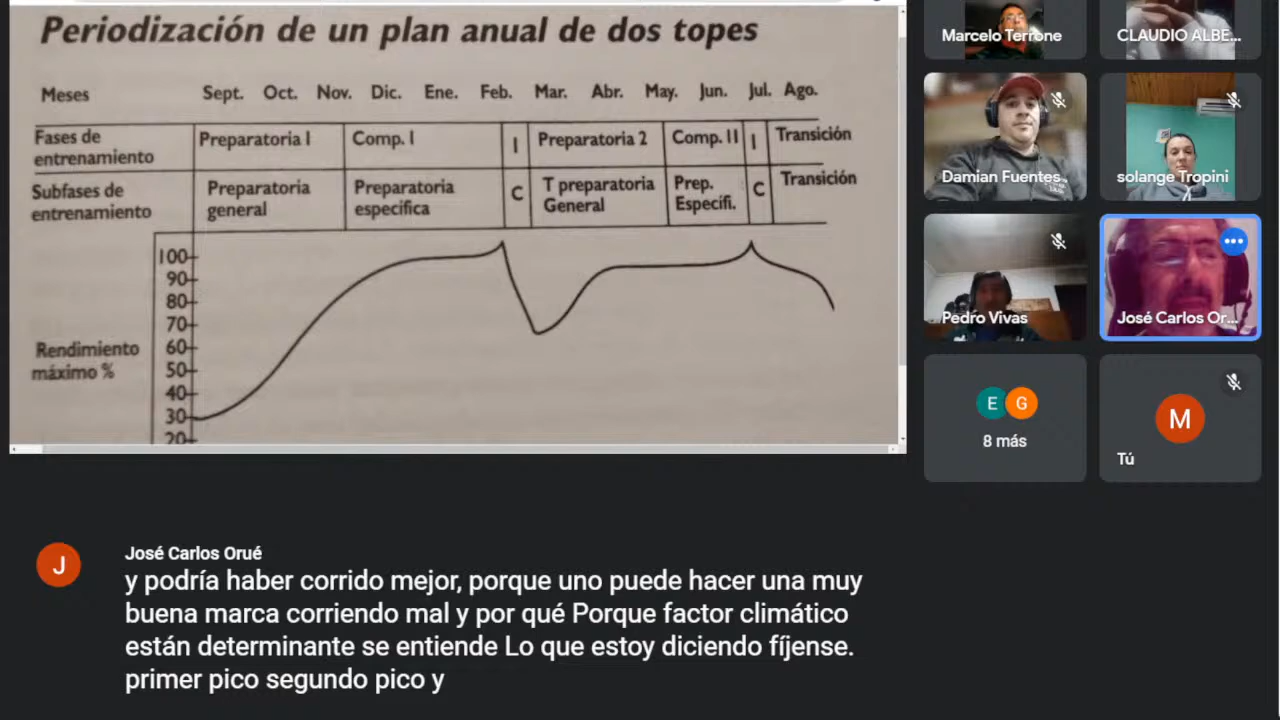 Periodización de un plan anual de dos topes
Meses Sept. Oct. Nov. Dic. Ene. Feb. Mar. Abr. May. Jun. Jul. Ago.
Fases de entrenamiento
Preparatoria I
Comp. I
I
Preparatoria 2
Comp. II
I
Transición
Subfases de entrenamiento
Preparatoria general
Preparatoria especifica
C
T preparatoria General
Prep. Especifi.
C
Transición
Rendimiento máximo %
100
90
80
70
60
50
40
30
20
Marcelo Terrone
CLAUDIO ALBE...
Damian Fuentes
solange Tropini
Pedro Vivas
José Carlos Or...
E G
8 más
M
Tú
J
José Carlos Orué
y podría haber corrido mejor, porque uno puede hacer una muy
buena marca corriendo mal y por qué Porque factor climático
están determinante se entiende Lo que estoy diciendo fíjense.
primer pico segundo pico y